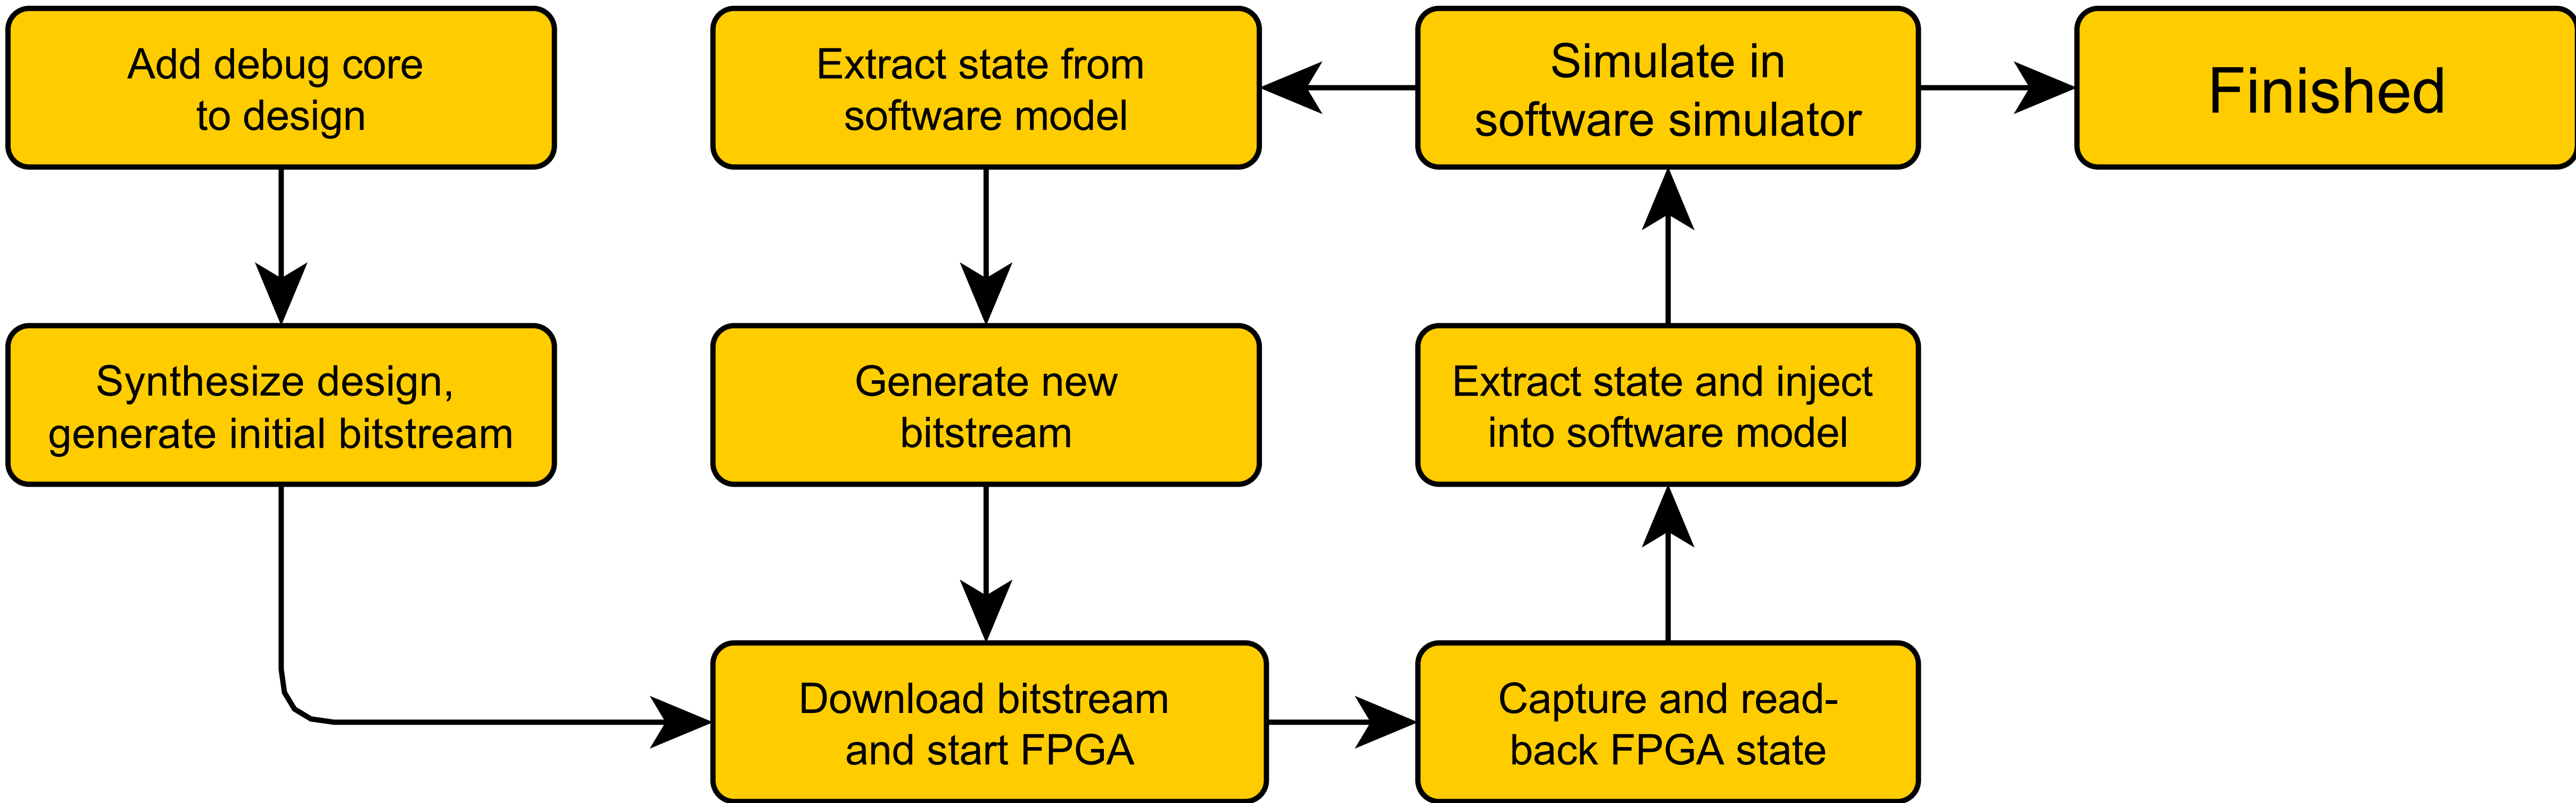 Add debug core
to design
Extract state from
software model
Simulate in
software simulator
Finished
Synthesize design,
generate initial bitstream
Generate new
bitstream
Extract state and inject
into software model
Download bitstream
and start FPGA
Capture and read-
back FPGA state